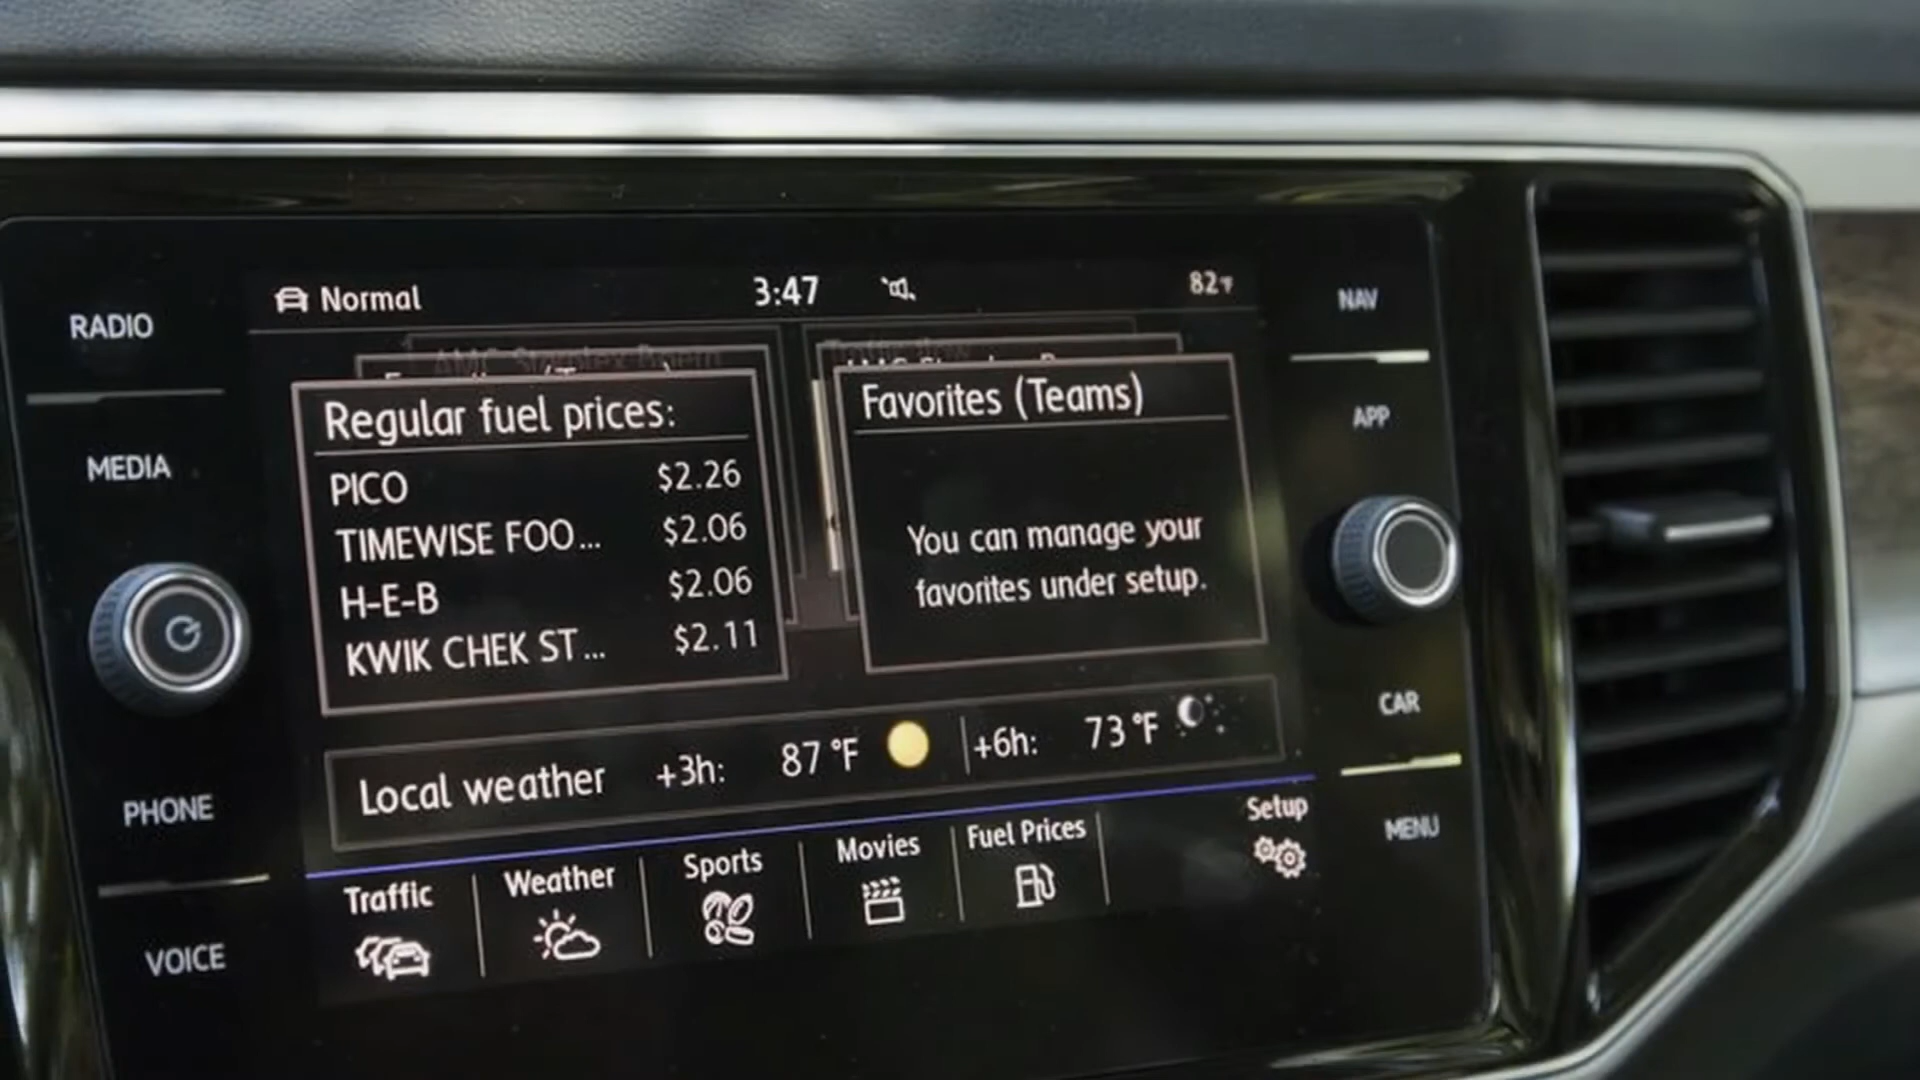 Normal
3:47
82°F
RADIO
MEDIA
PHONE
VOICE
Regular fuel prices:
PICO $2.26
TIMEWISE FOO... $2.06
H-E-B $2.06
KWIK CHEK ST... $2.11
Favorites (Teams)
You can manage your
favorites under setup.
Local weather +3h: 87 °F +6h: 73 °F
Traffic
Weather
Sports
Movies
Fuel Prices
Setup
NAV
APP
CAR
MENU